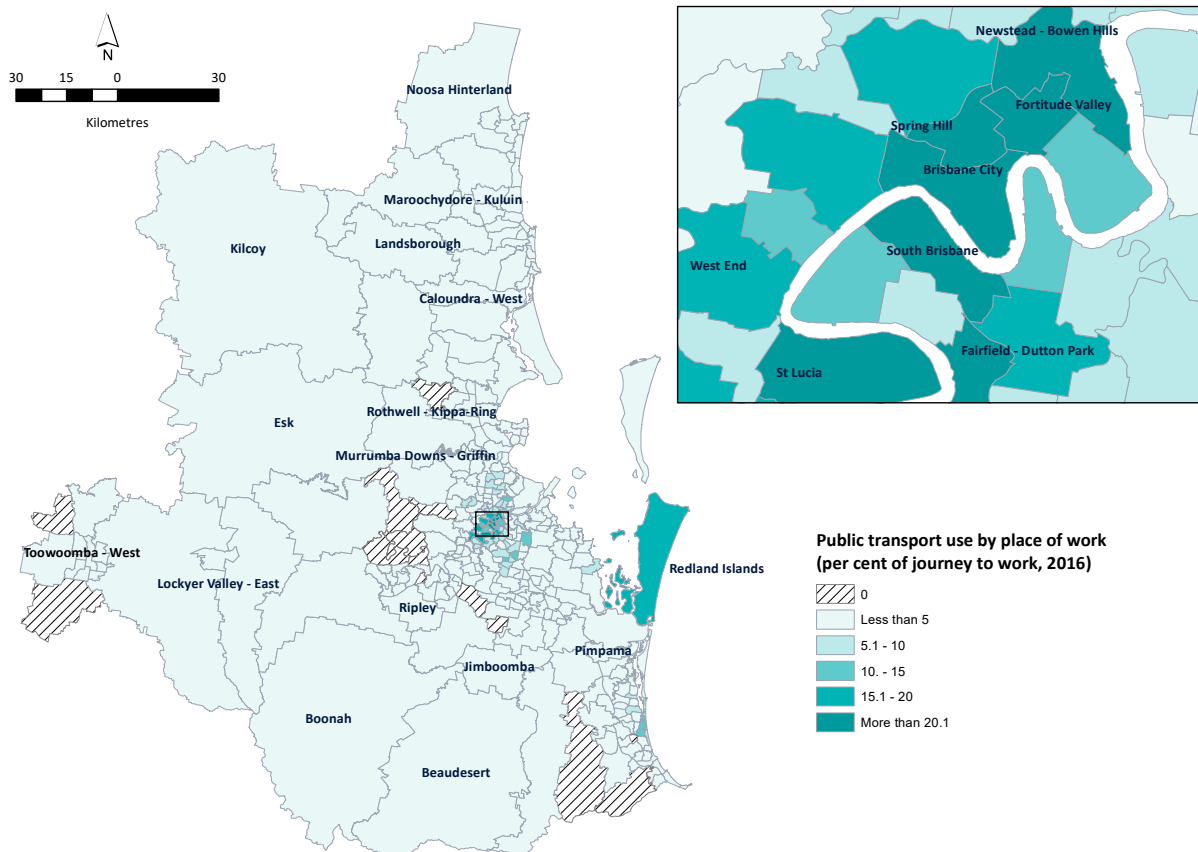 N
30 15 0 30
Kilometres
Noosa Hinterland
Maroochydore - Kuluin
Kilcoy
Landsborough
Caloundra - West
Esk
Rothwell - Kippa-Ring
Murrumba Downs - Griffin
Toowoomba - West
Lockyer Valley - East
Redland Islands
Ripley
Pimpama
Jimboomba
Boonah
Beaudesert
Newstead - Bowen Hills
Fortitude Valley
Spring Hill
Brisbane City
South Brisbane
West End
Fairfield - Dutton Park
St Lucia
Public transport use by place of work
(per cent of journey to work, 2016)
0
Less than 5
5.1 - 10
10. - 15
15.1 - 20
More than 20.1